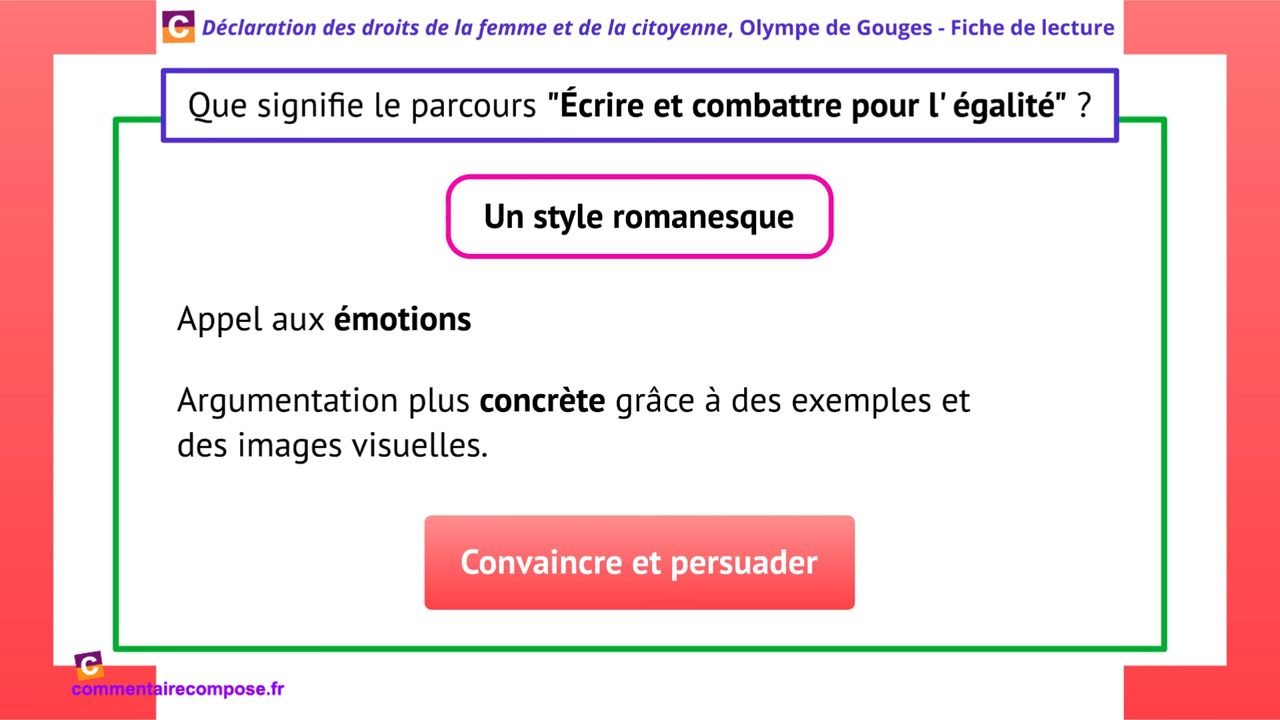 C Déclaration des droits de la femme et de la citoyenne, Olympe de Gouges - Fiche de lecture
Que signifie le parcours "Écrire et combattre pour l' égalité" ?
Un style romanesque
Appel aux émotions
Argumentation plus concrète grâce à des exemples et
des images visuelles.
Convaincre et persuader
C
commentairecompose.fr